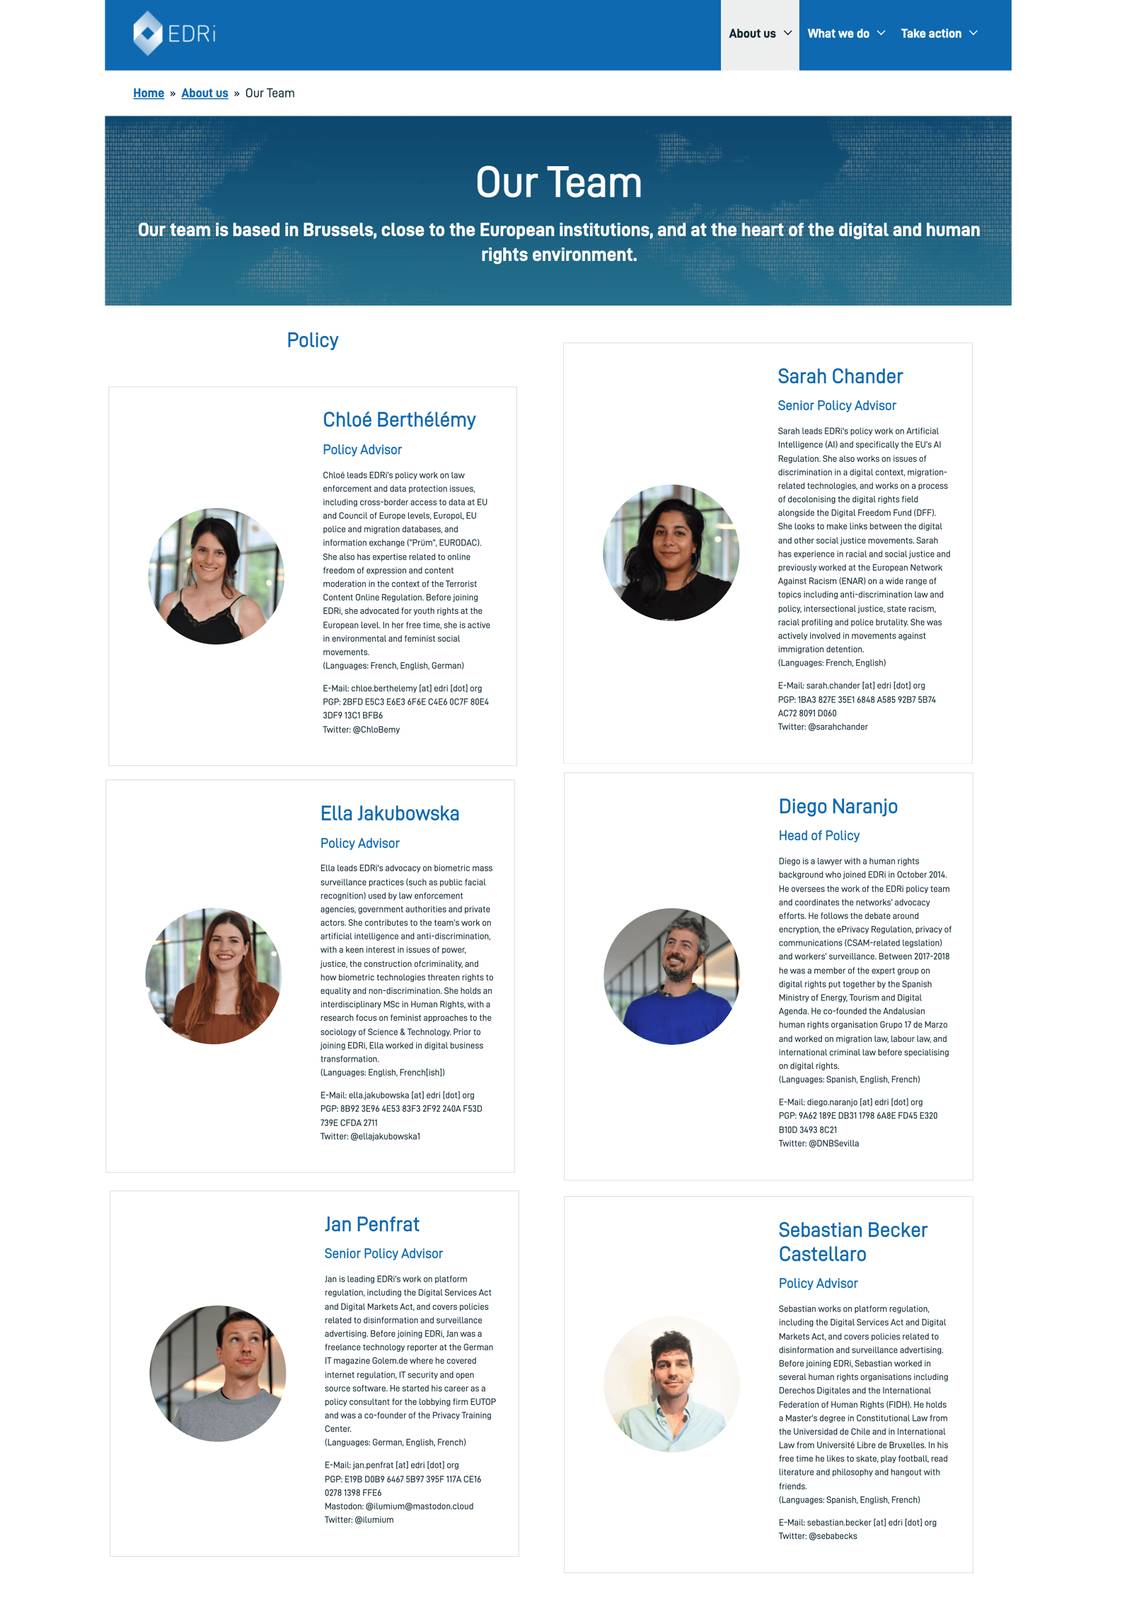 EDRi
About us
What we do
Take action
Home » About us » Our Team
Our Team
Our team is based in Brussels, close to the European institutions, and at the heart of the digital and human
rights environment.
Policy
Chloé Berthélémy
Policy Advisor
Chloé leads EDRi's policy work on law
enforcement and data protection issues,
including cross-border access to data at EU
and Council of Europe levels, Europol, EU
police and migration databases, and
information exchange ("Prüm", EURODAC).
She also has expertise related to online
freedom of expression and content
moderation in the context of the Terrorist
Content Online Regulation. Before joining
EDRi, she advocated for youth rights at the
European level. In her free time, she is active
in environmental and feminist social
movements.
(Languages: French, English, German)
E-Mail: chloe.berthelemy [at] edri [dot] org
PGP: 2BFD E5C3 E6E3 6F6E C4E6 0C7F 80E4
3DF9 13C1 BFB6
Twitter: @ChloBemy
Sarah Chander
Senior Policy Advisor
Sarah leads EDRi's policy work on Artificial
Intelligence (AI) and specifically the EU's AI
Regulation. She also works on issues of
discrimination in a digital context, migration-
related technologies, and works on a process
of decolonising the digital rights field
alongside the Digital Freedom Fund (DFF).
She looks to make links between the digital
and other social justice movements. Sarah
has experience in racial and social justice and
previously worked at the European Network
Against Racism (ENAR) on a wide range of
topics including anti-discrimination law and
policy, intersectional justice, state racism,
racial profiling and police brutality. She was
actively involved in movements against
immigration detention.
(Languages: French, English)
E-Mail: sarah.chander [at] edri [dot] org
PGP: 1BA3 827E 35E1 6848 A585 92B7 5B74
AC72 8091 D060
Twitter: @sarahchander
Ella Jakubowska
Policy Advisor
Ella leads EDRi's advocacy on biometric mass
surveillance practices (such as public facial
recognition) used by law enforcement
agencies, government authorities and private
actors. She contributes to the team's work on
artificial intelligence and anti-discrimination,
with a keen interest in issues of power,
justice, the construction ofcriminality, and
how biometric technologies threaten rights to
equality and non-discrimination. She holds an
interdisciplinary MSc in Human Rights, with a
research focus on feminist approaches to the
sociology of Science & Technology. Prior to
joining EDRi, Ella worked in digital business
transformation.
(Languages: English, French[ish])
E-Mail: ella.jakubowska [at] edri [dot] org
PGP: 8B92 3E96 4E53 83F3 2F92 240A F53D
739E CFDA 2711
Twitter: @ellajakubowska1
Diego Naranjo
Head of Policy
Diego is a lawyer with a human rights
background who joined EDRi in October 2014.
He oversees the work of the EDRi policy team
and coordinates the networks' advocacy
efforts. He follows the debate around
encryption, the ePrivacy Regulation, privacy of
communications (CSAM-related legslation)
and workers' surveillance. Between 2017-2018
he was a member of the expert group on
digital rights put together by the Spanish
Ministry of Energy, Tourism and Digital
Agenda. He co-founded the Andalusian
human rights organisation Grupo 17 de Marzo
and worked on migration law, labour law, and
international criminal law before specialising
on digital rights.
(Languages: Spanish, English, French)
E-Mail: diego.naranjo [at] edri [dot] org
PGP: 9A62 189E DB31 1798 6A8E FD45 E320
B10D 3493 8C21
Twitter: @DNBSevilla
Jan Penfrat
Senior Policy Advisor
Jan is leading EDRi's work on platform
regulation, including the Digital Services Act
and Digital Markets Act, and covers policies
related to disinformation and surveillance
advertising. Before joining EDRi, Jan was a
freelance technology reporter at the German
IT magazine Golem.de where he covered
internet regulation, IT security and open
source software. He started his career as a
policy consultant for the lobbying firm EUTOP
and was a co-founder of the Privacy Training
Center.
(Languages: German, English, French)
E-Mail: jan.penfrat [at] edri [dot] org
PGP: E19B D0B9 6467 5B97 395F 117A CE16
0278 1398 FFE6
Mastodon: @ilumium@mastodon.cloud
Twitter: @ilumium
Sebastian Becker
Castellaro
Policy Advisor
Sebastian works on platform regulation,
including the Digital Services Act and Digital
Markets Act, and covers policies related to
disinformation and surveillance advertising.
Before joining EDRi, Sebastian worked in
several human rights organisations including
Derechos Digitales and the International
Federation of Human Rights (FIDH). He holds
a Master's degree in Constitutional Law from
the Universidad de Chile and in International
Law from Université Libre de Bruxelles. In his
free time he likes to skate, play football, read
literature and philosophy and hangout with
friends.
(Languages: Spanish, English, French)
E-Mail: sebastian.becker [at] edri [dot] org
Twitter: @sebabecks